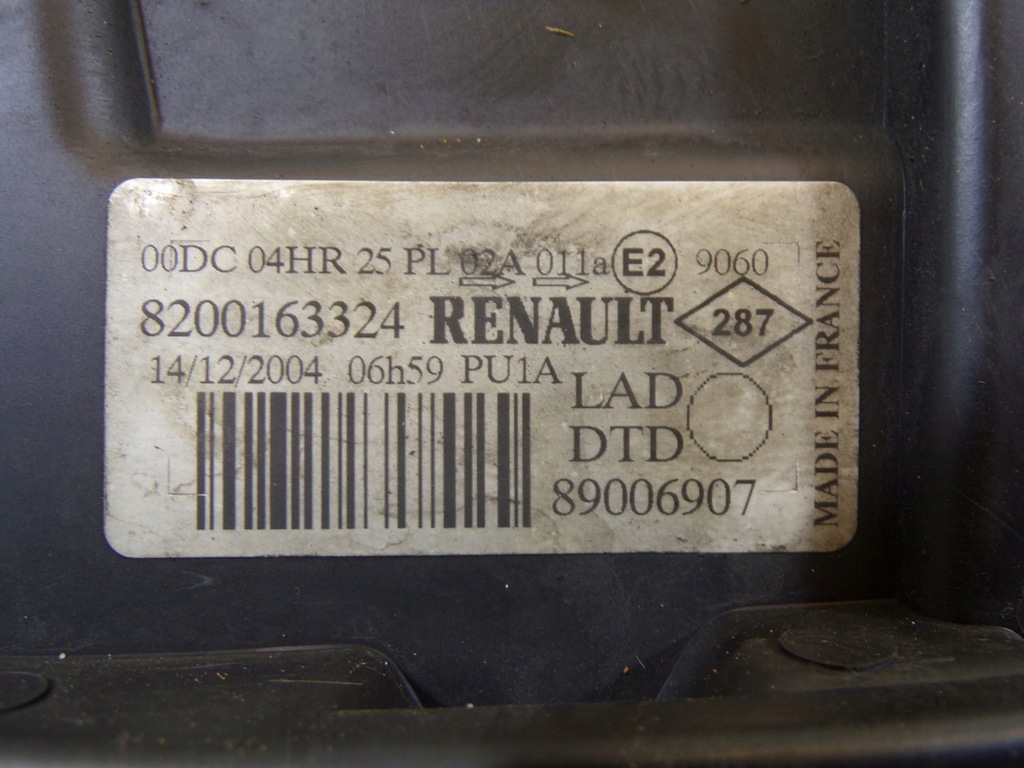 00DC 04HR 25 PL 02A 011a E2 9060
8200163324 RENAULT 287
14/12/2004 06h59 PU1A
LAD
DTD
89006907
MADE IN FRANCE